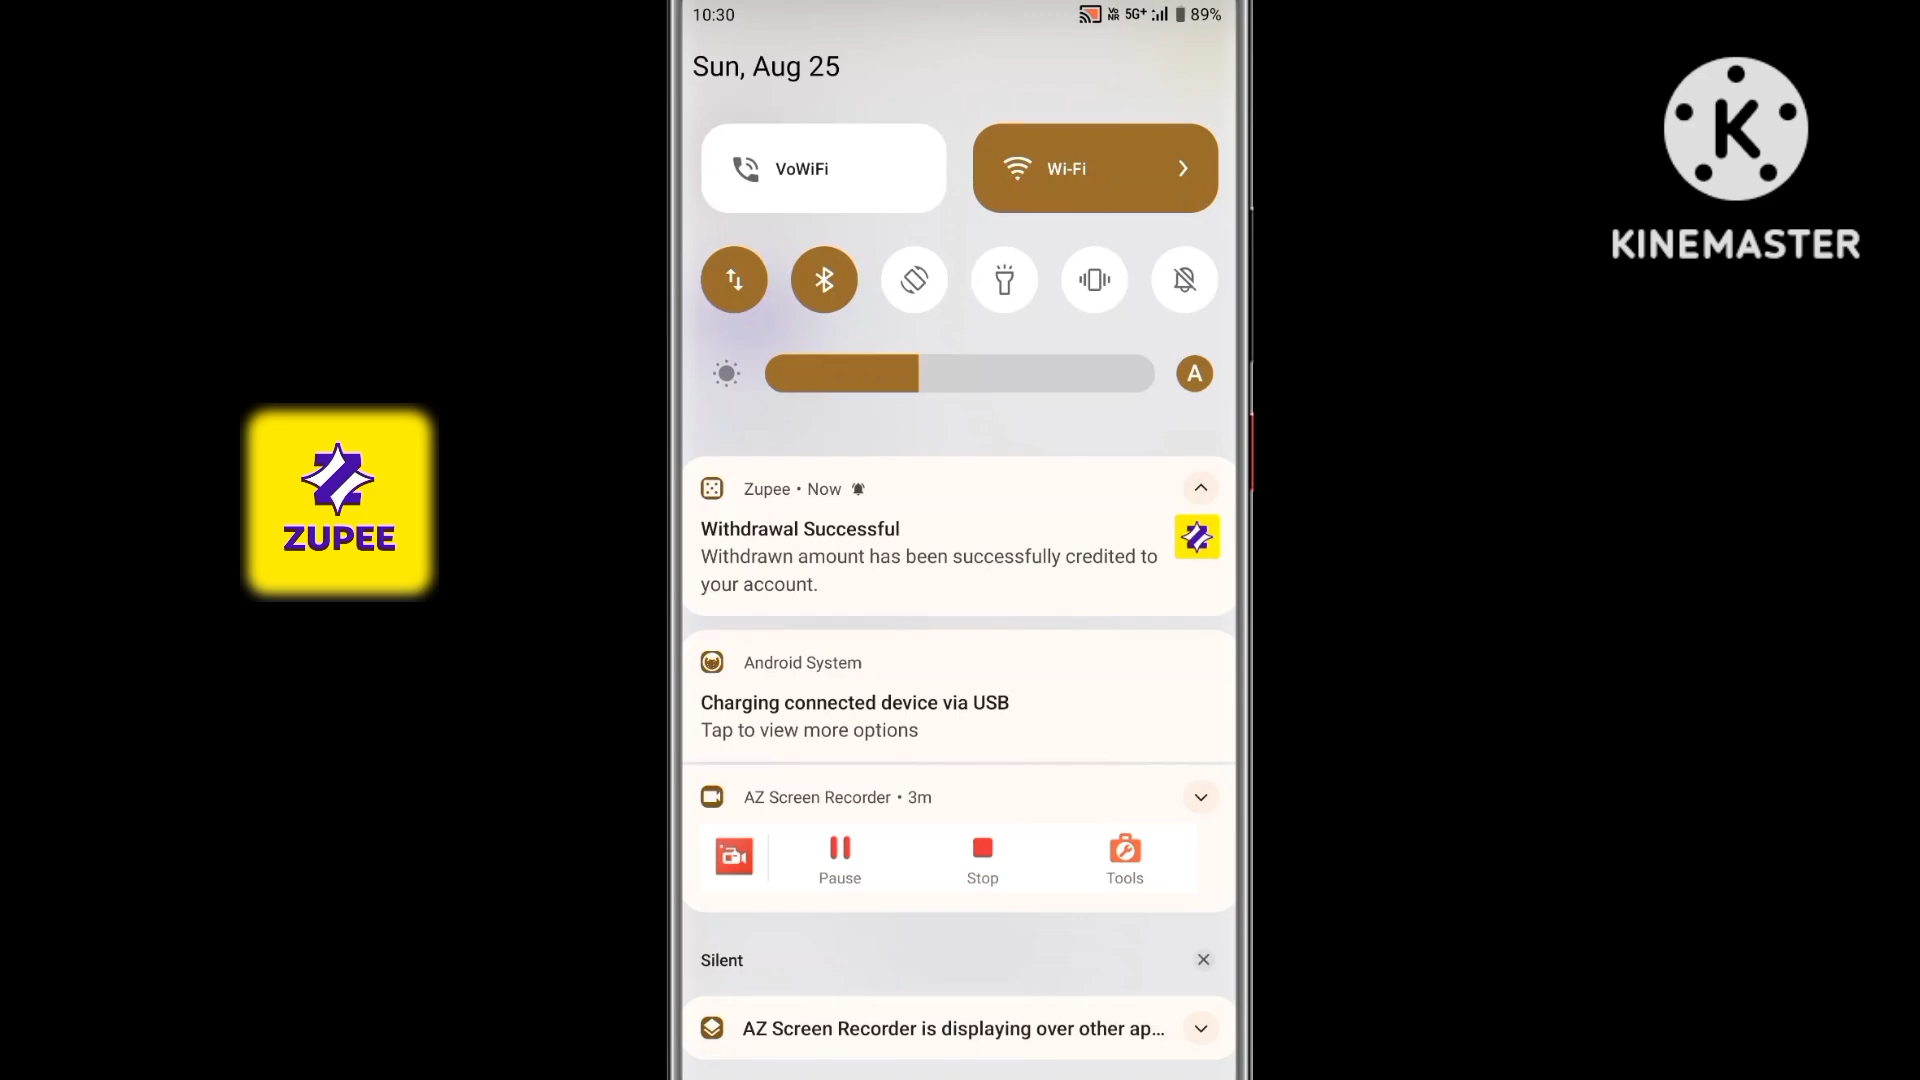 10:30
Vo
NR
5G+
89%
Sun, Aug 25
VoWiFi
Wi-Fi
A
K
KINEMASTER
ZUPEE
Zupee • Now
Withdrawal Successful
Withdrawn amount has been successfully credited to
your account.
Android System
Charging connected device via USB
Tap to view more options
AZ Screen Recorder • 3m
Pause
Stop
Tools
Silent
AZ Screen Recorder is displaying over other ap...